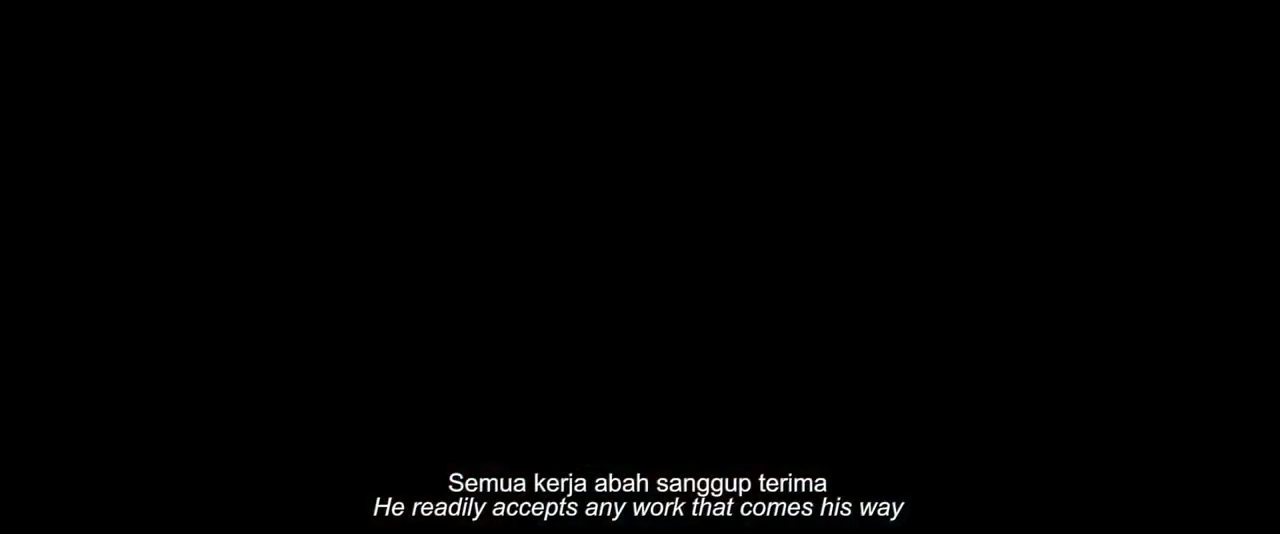 Semua kerja abah sanggup terima
He readily accepts any work that comes his way